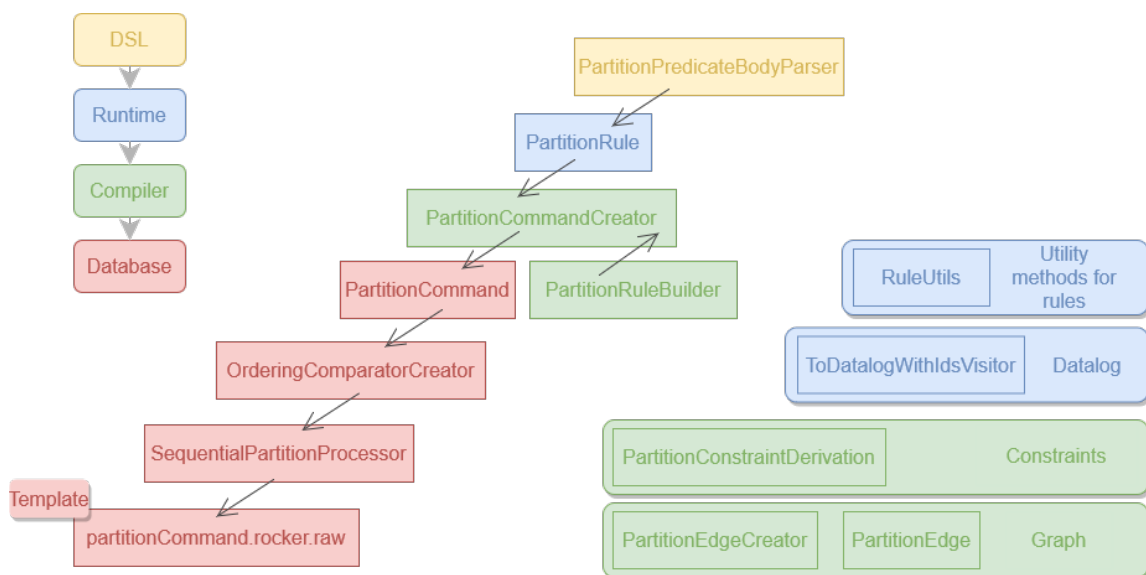 DSL
PartitionPredicateBodyParser
Runtime
PartitionRule
Compiler
PartitionCommandCreator
Database
PartitionCommand
PartitionRuleBuilder
RuleUtils
Utility
methods for
rules
OrderingComparatorCreator
ToDatalogWithIdsVisitor
Datalog
SequentialPartitionProcessor
PartitionConstraintDerivation
Constraints
Template
partitionCommand.rocker.raw
PartitionEdgeCreator
PartitionEdge
Graph